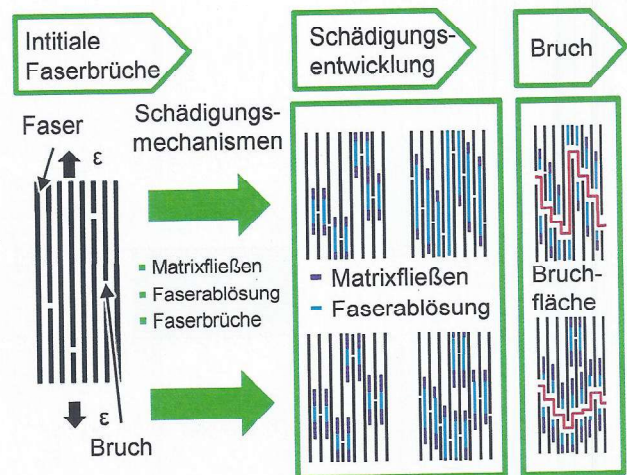 Intitiale
Faserbrüche
Schädigungs-
entwicklung
Bruch
Faser
ε
Schädigungs-
mechanismen
Matrixfließen
Faserablösung
Faserbrüche
ε
Bruch
Matrixfließen
Faserablösung
Bruch-
fläche